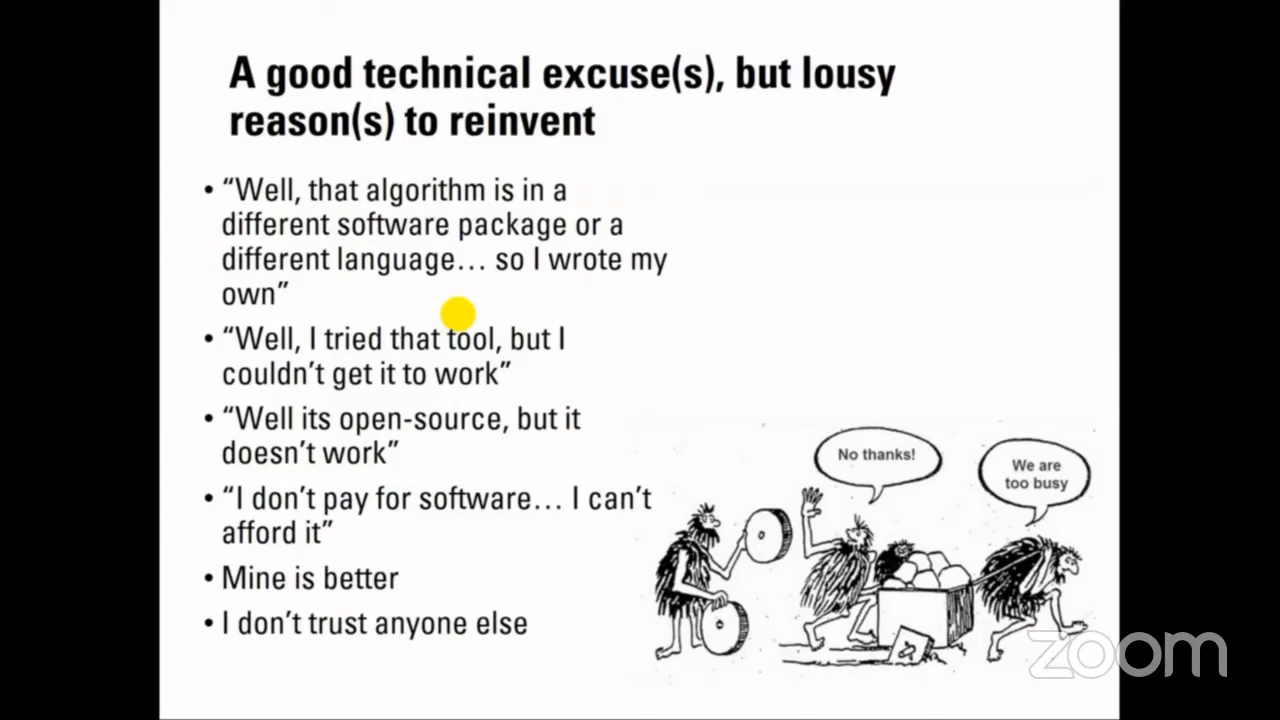 A good technical excuse(s), but lousy
reason(s) to reinvent
• “Well, that algorithm is in a
different software package or a
different language… so I wrote my
own”
• “Well, I tried that tool, but I
couldn’t get it to work”
• “Well its open-source, but it
doesn’t work”
• “I don’t pay for software… I can’t
afford it”
• Mine is better
• I don’t trust anyone else
No thanks!
We are
too busy
zoom